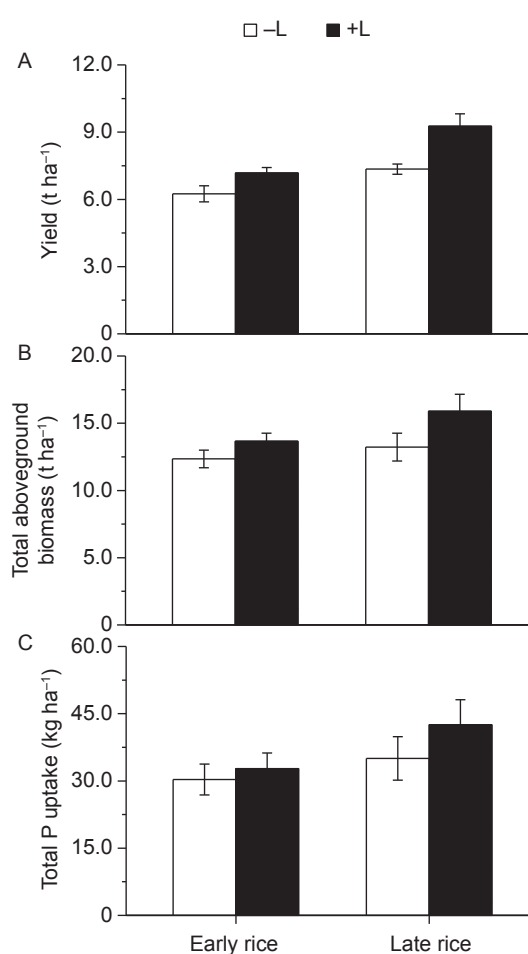 –L +L
A
12.0
9.0
6.0
3.0
0
Yield (t ha⁻¹)
B
20.0
15.0
10.0
5.0
0
Total aboveground
biomass (t ha⁻¹)
C
60.0
45.0
30.0
15.0
0
Total P uptake (kg ha⁻¹)
Early rice Late rice